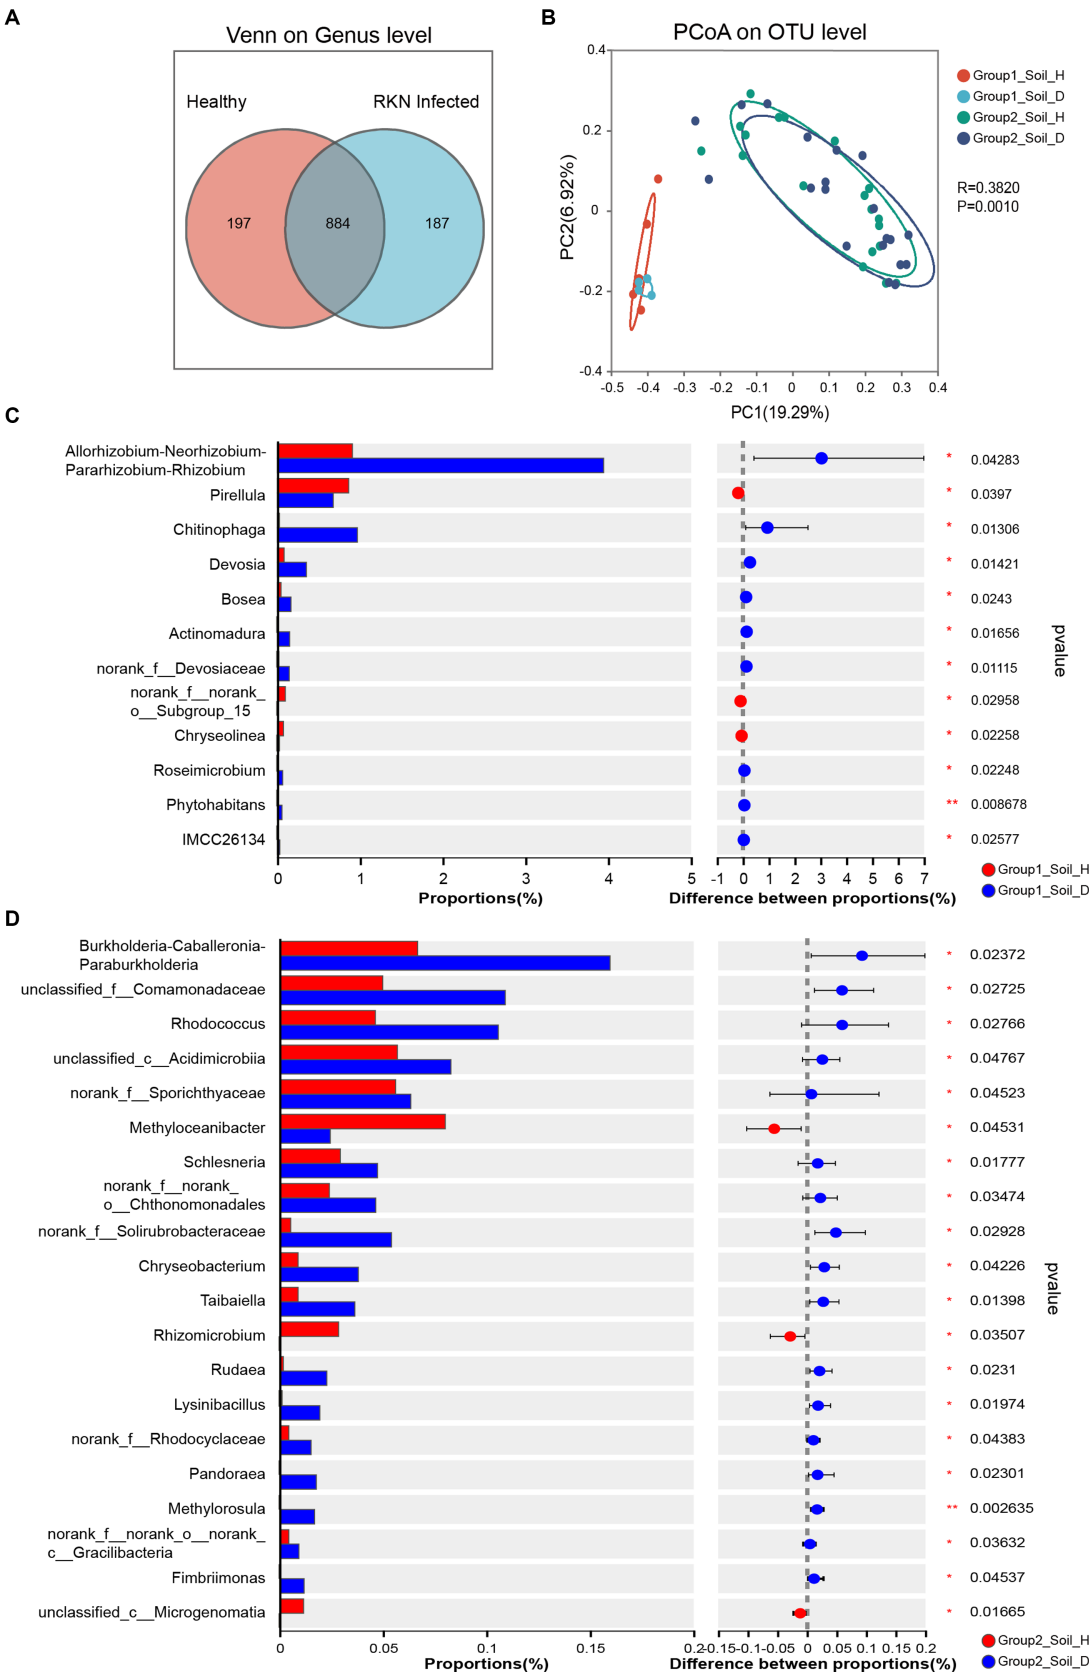 A
Venn on Genus level
Healthy
RKN Infected
197
884
187
B
PCoA on OTU level
0.4
0.2
0
-0.2
-0.4
PC2(6.92%)
-0.5 -0.4 -0.3 -0.2 -0.1 0 0.1 0.2 0.3 0.4
PC1(19.29%)
Group1_Soil_H
Group1_Soil_D
Group2_Soil_H
Group2_Soil_D
R=0.3820
P=0.0010
C
Allorhizobium-Neorhizobium-
Pararhizobium-Rhizobium
* 0.04283
Pirellula * 0.0397
Chitinophaga * 0.01306
Devosia * 0.01421
Bosea * 0.0243
Actinomadura * 0.01656
norank_f__Devosiaceae * 0.01115
norank_f__norank_
o__Subgroup_15
* 0.02958
Chryseolinea * 0.02258
Roseimicrobium * 0.02248
Phytohabitans ** 0.008678
IMCC26134 * 0.02577
pvalue
0 1 2 3 4 5
Proportions(%)
-1 0 1 2 3 4 5 6 7
Difference between proportions(%)
Group1_Soil_H
Group1_Soil_D
D
Burkholderia-Caballeronia-
Paraburkholderia
* 0.02372
unclassified_f__Comamonadaceae * 0.02725
Rhodococcus * 0.02766
unclassified_c__Acidimicrobiia * 0.04767
norank_f__Sporichthyaceae * 0.04523
Methyloceanibacter * 0.04531
Schlesneria * 0.01777
norank_f__norank_
o__Chthonomonadales
* 0.03474
norank_f__Solirubrobacteraceae * 0.02928
Chryseobacterium * 0.04226
Taibaiella * 0.01398
Rhizomicrobium * 0.03507
Rudaea * 0.0231
Lysinibacillus * 0.01974
norank_f__Rhodocyclaceae * 0.04383
Pandoraea * 0.02301
Methylorosula ** 0.002635
norank_f__norank_o__norank_
c__Gracilibacteria
* 0.03632
Fimbriimonas * 0.04537
unclassified_c__Microgenomatia * 0.01665
pvalue
0 0.05 0.1 0.15 0.2
Proportions(%)
-0.15 -0.1 -0.05 0 0.05 0.1 0.15 0.2
Difference between proportions(%)
Group2_Soil_H
Group2_Soil_D